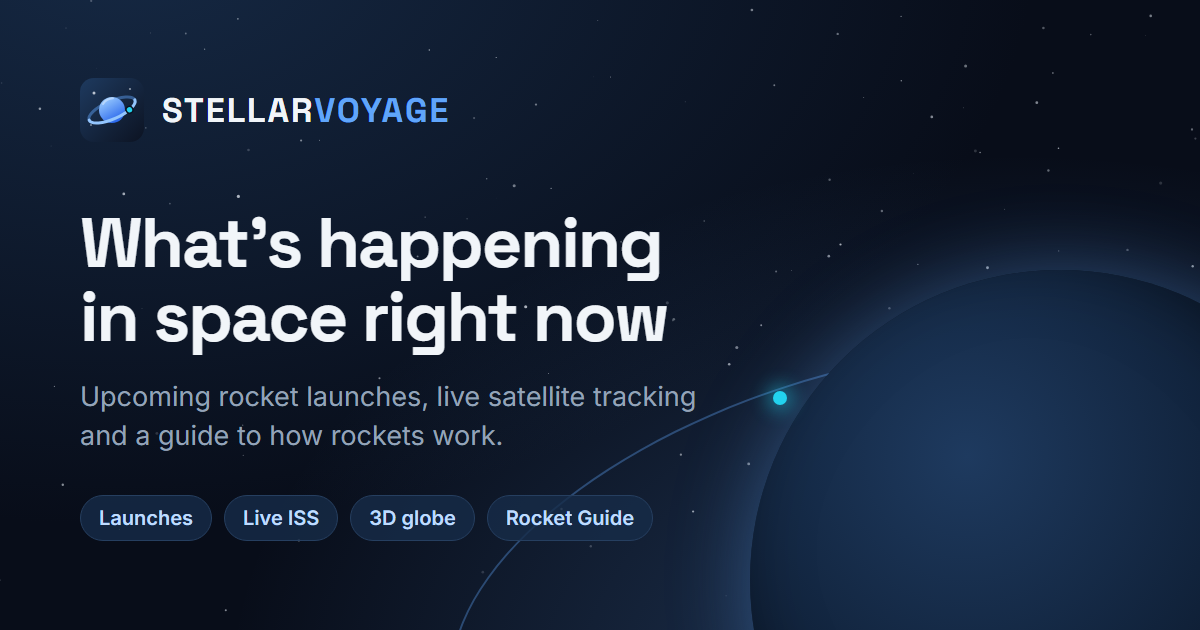 STELLARVOYAGE
What’s happening
in space right now
Upcoming rocket launches, live satellite tracking
and a guide to how rockets work.
Launches Live ISS 3D globe Rocket Guide